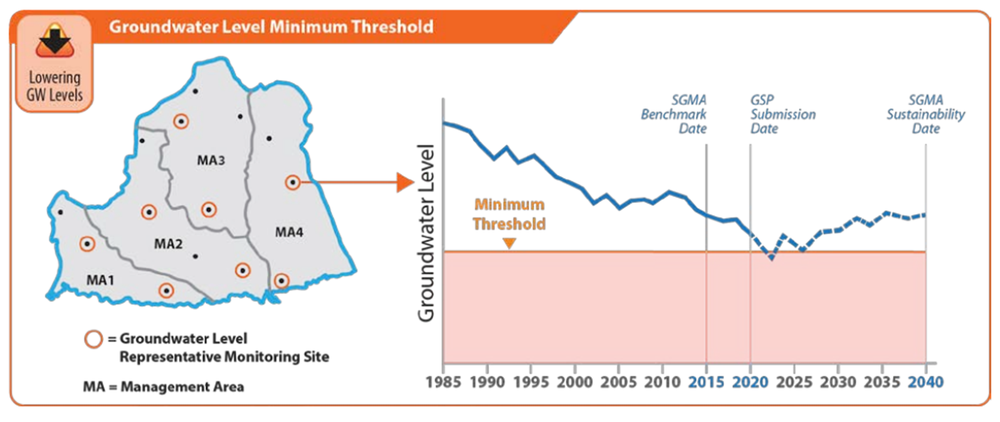 Groundwater Level Minimum Threshold
Lowering
GW Levels
MA3
MA4
MA2
MA1
= Groundwater Level
Representative Monitoring Site
MA = Management Area
Groundwater Level
SGMA
Benchmark
Date
GSP
Submission
Date
SGMA
Sustainability
Date
Minimum
Threshold
1985 1990 1995 2000 2005 2010 2015 2020 2025 2030 2035 2040